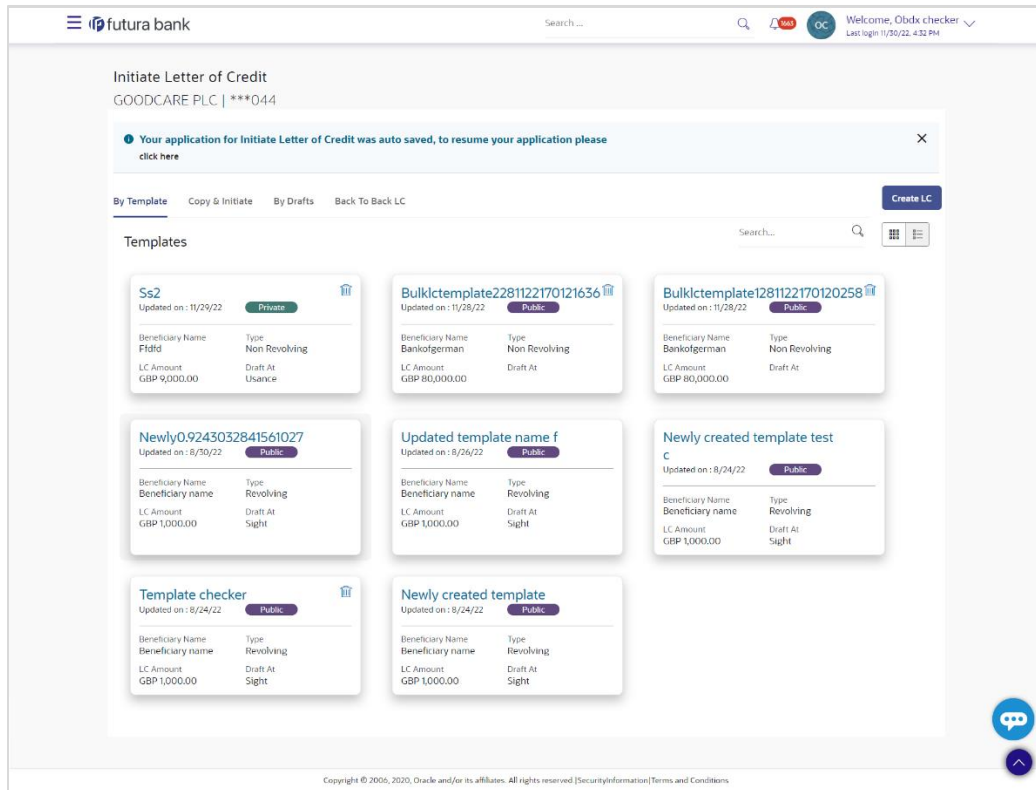 futura bank
Search ...
1663
OC
Welcome, Obdx checker
Last login 11/30/22, 4:32 PM
Initiate Letter of Credit
GOODCARE PLC | ***044
Your application for Initiate Letter of Credit was auto saved, to resume your application please
click here
By Template Copy & Initiate By Drafts Back To Back LC
Create LC
Templates
Search...
Ss2
Updated on : 11/29/22 Private
Beneficiary Name Type
Ffdfd Non Revolving
LC Amount Draft At
GBP 9,000.00 Usance
Bulklctemplate2281122170121636
Updated on : 11/28/22 Public
Beneficiary Name Type
Bankofgerman Non Revolving
LC Amount Draft At
GBP 80,000.00
Bulklctemplate1281122170120258
Updated on : 11/28/22 Public
Beneficiary Name Type
Bankofgerman Non Revolving
LC Amount Draft At
GBP 80,000.00
Newly0.9243032841561027
Updated on : 8/30/22 Public
Beneficiary Name Type
Beneficiary name Revolving
LC Amount Draft At
GBP 1,000.00 Sight
Updated template name f
Updated on : 8/26/22 Public
Beneficiary Name Type
Beneficiary name Revolving
LC Amount Draft At
GBP 1,000.00 Sight
Newly created template test
c
Updated on : 8/24/22 Public
Beneficiary Name Type
Beneficiary name Revolving
LC Amount Draft At
GBP 1,000.00 Sight
Template checker
Updated on : 8/24/22 Public
Beneficiary Name Type
Beneficiary name Revolving
LC Amount Draft At
GBP 1,000.00 Sight
Newly created template
Updated on : 8/24/22 Public
Beneficiary Name Type
Beneficiary name Revolving
LC Amount Draft At
GBP 1,000.00 Sight
Copyright © 2006, 2020, Oracle and/or its affiliates. All rights reserved.|SecurityInformation|Terms and Conditions